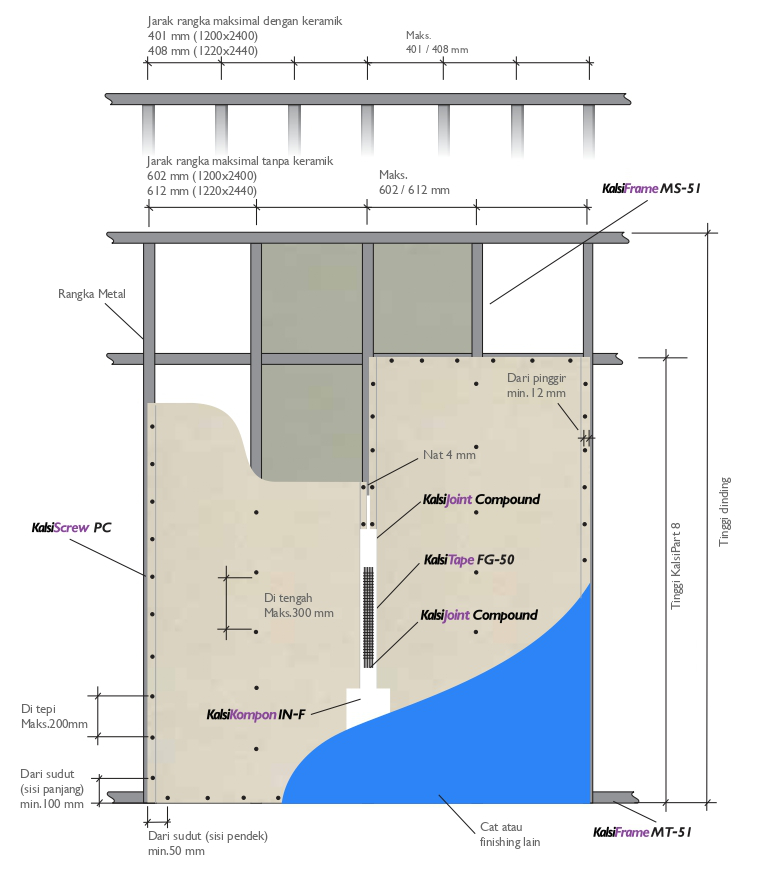 Jarak rangka maksimal dengan keramik
401 mm (1200x2400)
408 mm (1220x2440)
Maks.
401 / 408 mm
Jarak rangka maksimal tanpa keramik
602 mm (1200x2400)
612 mm (1220x2440)
Maks.
602 / 612 mm
KalsiFrame MS-51
Rangka Metal
Dari pinggir
min. 12 mm
Nat 4 mm
KalsiJoint Compound
KalsiScrew PC
KalsiTape FG-50
Di tengah
Maks.300 mm
KalsiJoint Compound
Tinggi KalsiPart 8
Tinggi dinding
Di tepi
Maks.200mm
KalsiKompon IN-F
Dari sudut
(sisi panjang)
min.100 mm
Dari sudut (sisi pendek)
min.50 mm
Cat atau
finishing lain
KalsiFrame MT-51